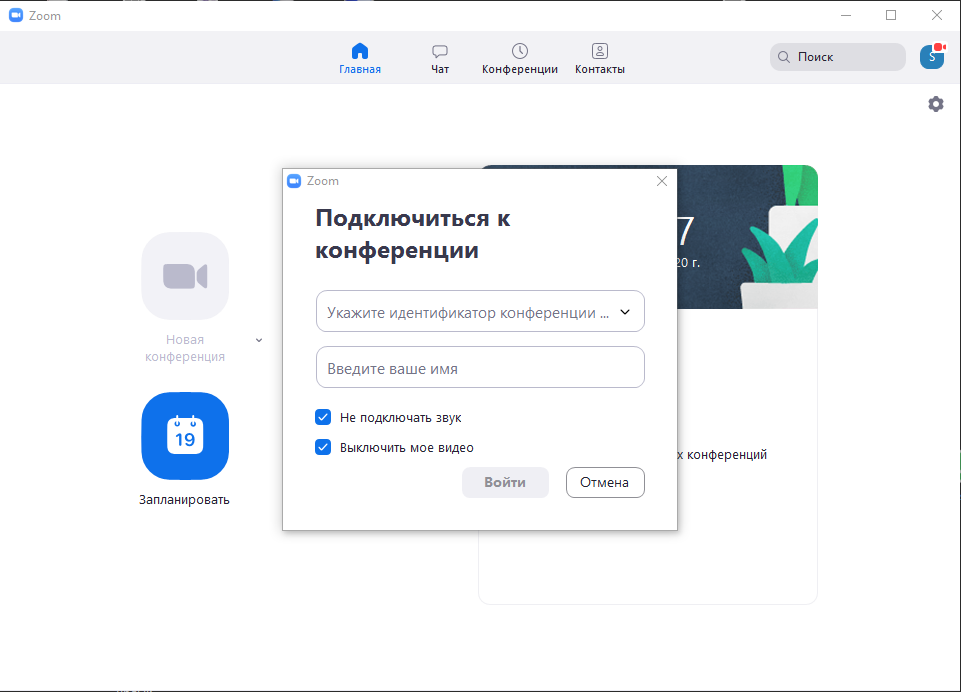 Zoom
Главная
Чат
Конференции
Контакты
Поиск
S
Zoom
Подключиться к
конференции
7
20 г.
Укажите идентификатор конференции ...
Введите ваше имя
Новая
конференция
Не подключать звук
Выключить мое видео
19
х конференций
Войти
Отмена
Запланировать